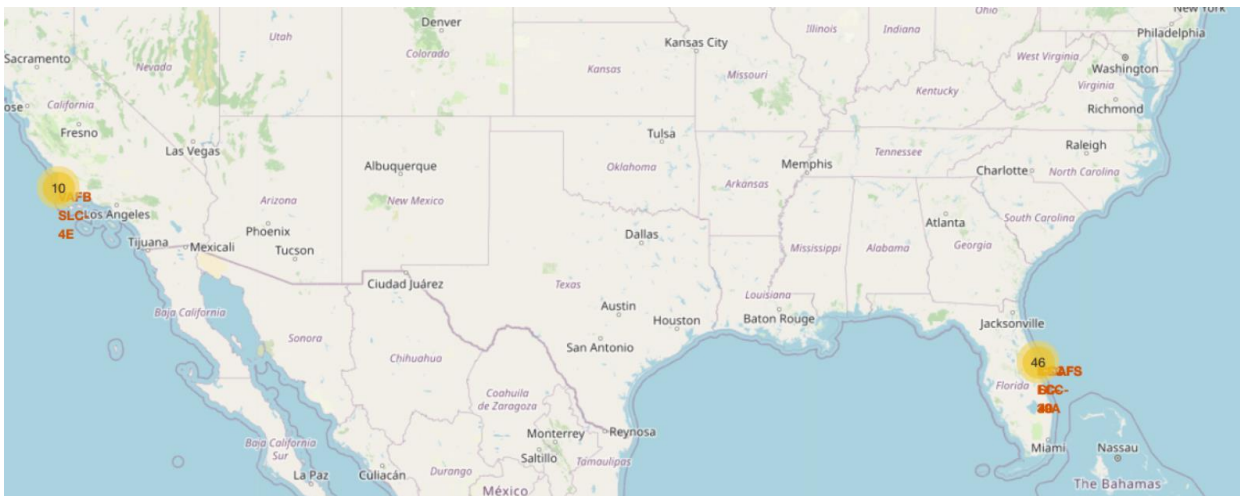 New York
Denver
Ohio
Utah
Illinois
Indiana
Philadelphia
Kansas City
Sacramento
Colorado
West Virginia
Washington
Nevada
Kansas
Missouri
Virginia
Kentucky
ose
California
Richmond
Fresno
Tulsa
Las Vegas
Raleigh
Albuquerque
Oklahoma
Memphis
Tennessee
Charlotte
North Carolina
10
AFB
Arkansas
Arizona
New Mexico
SLC-
Los Angeles
South Carolina
4E
Phoenix
Dallas
Atlanta
Tijuana
Mexicali
Tucson
Mississippi
Alabama
Georgia
Ciudad Juárez
Texas
Louisiana
Baja California
Austin
Houston
Baton Rouge
Jacksonville
Sonora
San Antonio
Chihuahua
46
AFS
Florida
Coahuila
de Zaragoza
Monterrey
Reynosa
Baja California
Sur
Saltillo
Miami
Nassau
Tamaulipas
La Paz
Culiacán
Durango
México
The Bahamas